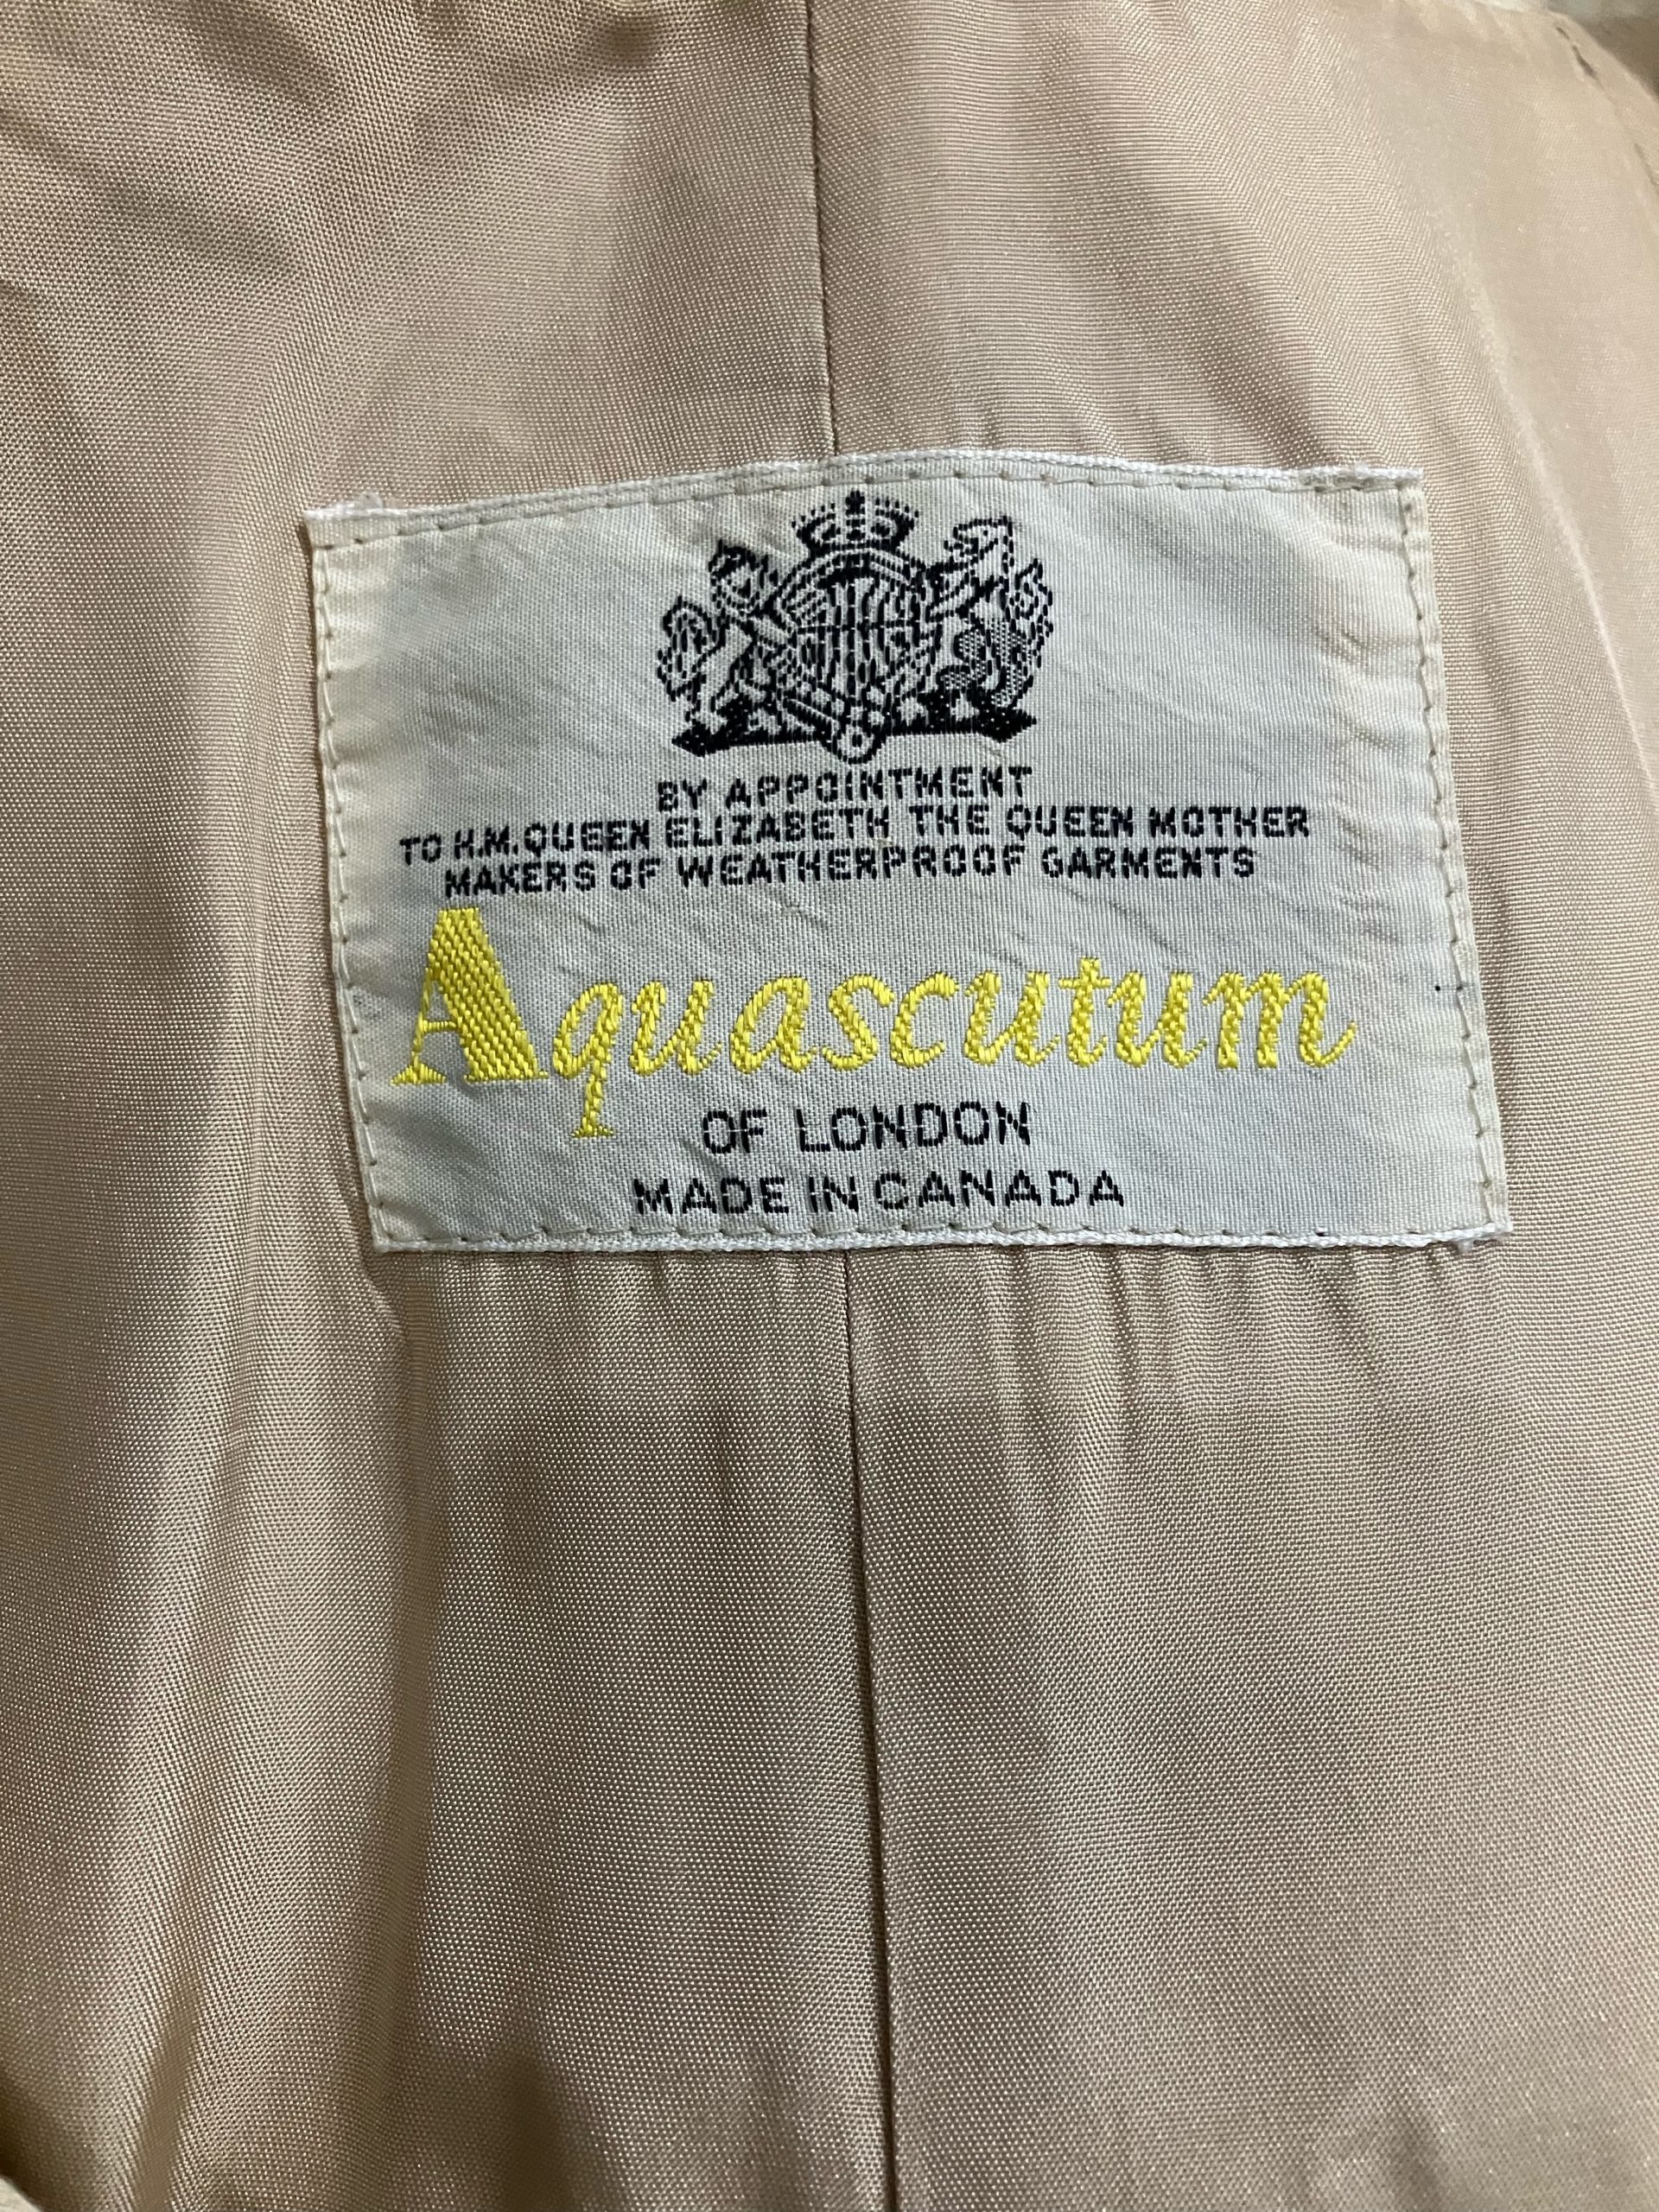 BY APPOINTMENT
TO H.M. QUEEN ELIZABETH THE QUEEN MOTHER
MAKERS OF WEATHERPROOF GARMENTS
Aquascutum
OF LONDON
MADE IN CANADA